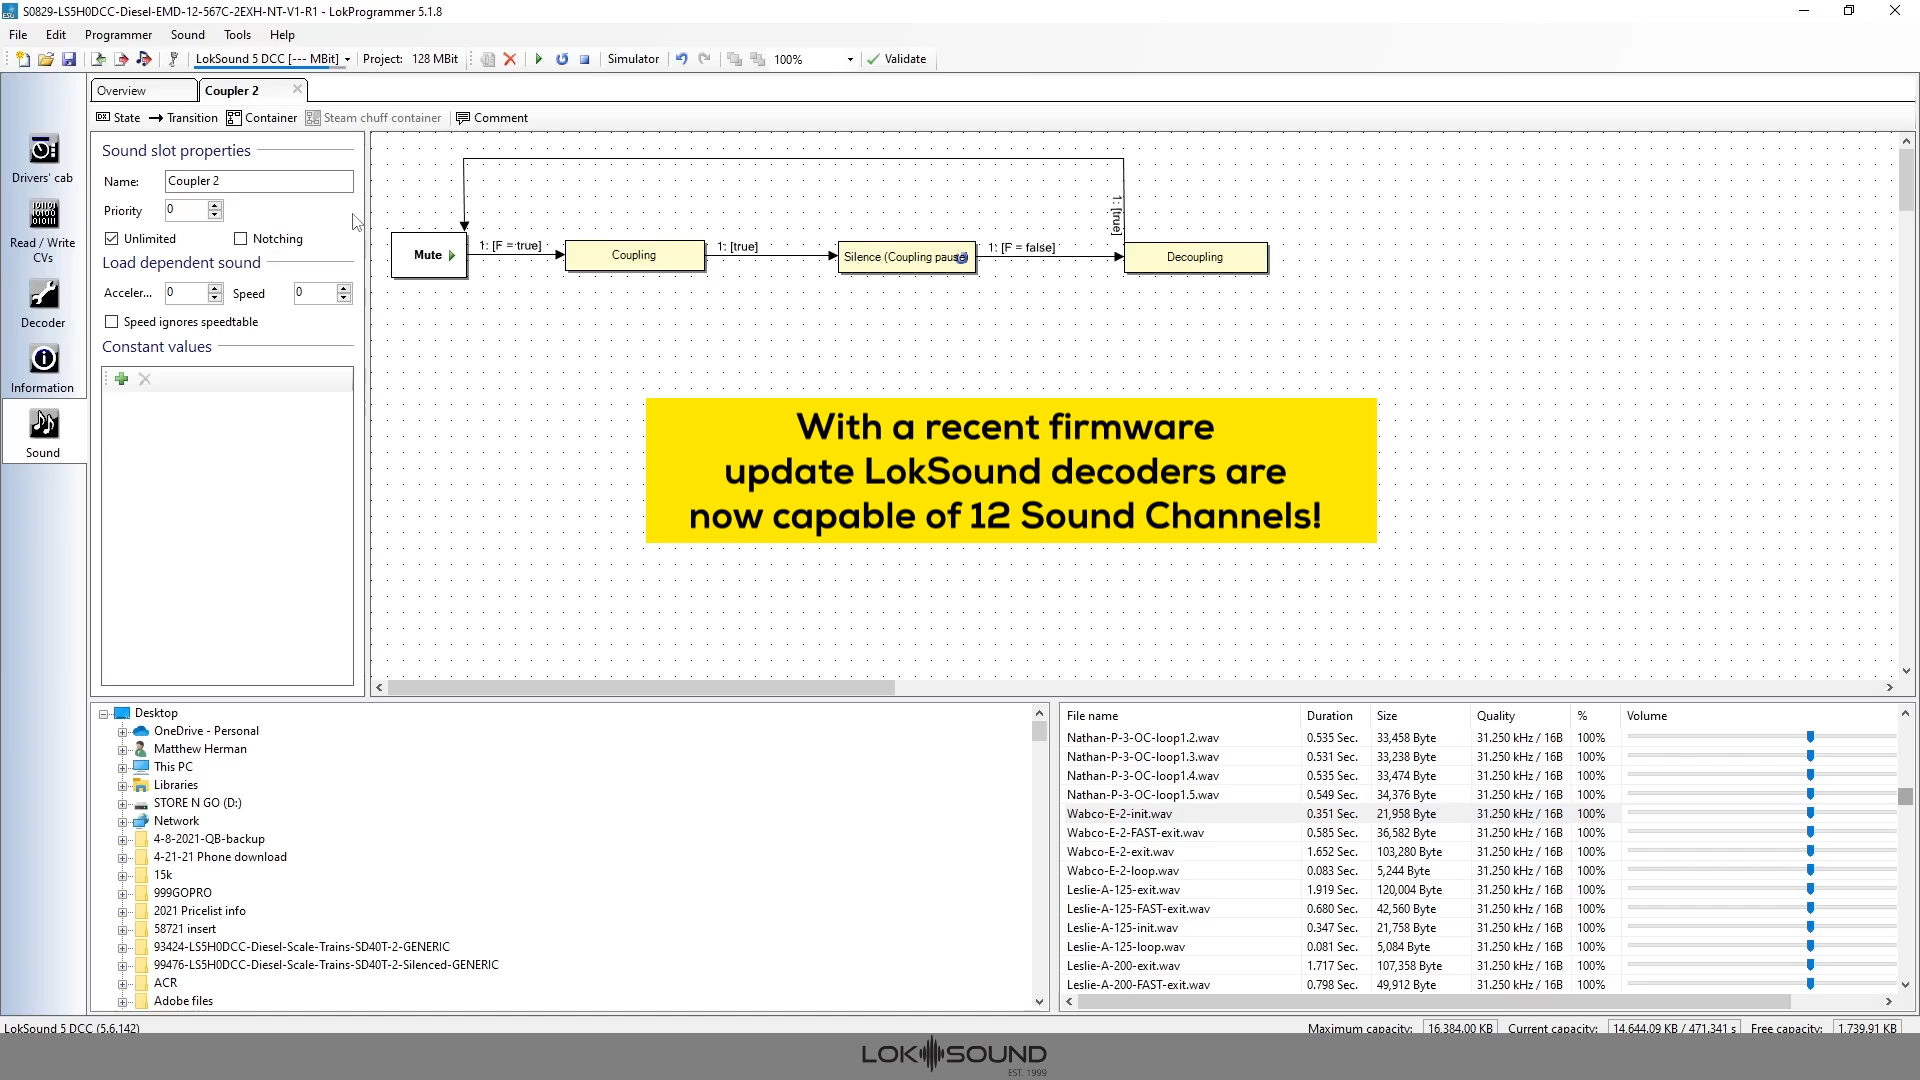 S0829-LS5H0DCC-Diesel-EMD-12-567C-2EXH-NT-V1-R1 - LokProgrammer 5.1.8
File Edit Programmer Sound Tools Help
LokSound 5 DCC [--- MBit] Project: 128 MBit Simulator 100% Validate
Overview Coupler 2
State Transition Container Steam chuff container Comment
Drivers' cab
Read / Write
CVs
Decoder
Information
Sound
Sound slot properties
Name: Coupler 2
Priority 0
Unlimited Notching
Load dependent sound
Acceler... 0 Speed 0
Speed ignores speedtable
Constant values
1: [true]
Mute 1: [F = true] Coupling 1: [true] Silence (Coupling pause 1: [F = false] Decoupling
With a recent firmware
update LokSound decoders are
now capable of 12 Sound Channels!
Desktop
OneDrive - Personal
Matthew Herman
This PC
Libraries
STORE N GO (D:)
Network
4-8-2021-QB-backup
4-21-21 Phone download
15k
999GOPRO
2021 Pricelist info
58721 insert
93424-LS5H0DCC-Diesel-Scale-Trains-SD40T-2-GENERIC
99476-LS5H0DCC-Diesel-Scale-Trains-SD40T-2-Silenced-GENERIC
ACR
Adobe files
File name Duration Size Quality % Volume
Nathan-P-3-OC-loop1.2.wav 0.535 Sec. 33,458 Byte 31.250 kHz / 16B 100%
Nathan-P-3-OC-loop1.3.wav 0.531 Sec. 33,238 Byte 31.250 kHz / 16B 100%
Nathan-P-3-OC-loop1.4.wav 0.535 Sec. 33,474 Byte 31.250 kHz / 16B 100%
Nathan-P-3-OC-loop1.5.wav 0.549 Sec. 34,376 Byte 31.250 kHz / 16B 100%
Wabco-E-2-init.wav 0.351 Sec. 21,958 Byte 31.250 kHz / 16B 100%
Wabco-E-2-FAST-exit.wav 0.585 Sec. 36,582 Byte 31.250 kHz / 16B 100%
Wabco-E-2-exit.wav 1.652 Sec. 103,280 Byte 31.250 kHz / 16B 100%
Wabco-E-2-loop.wav 0.083 Sec. 5,244 Byte 31.250 kHz / 16B 100%
Leslie-A-125-exit.wav 1.919 Sec. 120,004 Byte 31.250 kHz / 16B 100%
Leslie-A-125-FAST-exit.wav 0.680 Sec. 42,560 Byte 31.250 kHz / 16B 100%
Leslie-A-125-init.wav 0.347 Sec. 21,758 Byte 31.250 kHz / 16B 100%
Leslie-A-125-loop.wav 0.081 Sec. 5,084 Byte 31.250 kHz / 16B 100%
Leslie-A-200-exit.wav 1.717 Sec. 107,358 Byte 31.250 kHz / 16B 100%
Leslie-A-200-FAST-exit.wav 0.798 Sec. 49,912 Byte 31.250 kHz / 16B 100%
LokSound 5 DCC (5.6.142) Maximum capacity: 16.384,00 KB Current capacity: 14.644,09 KB / 471,341 s Free capacity: 1.739,91 KB
LOKSOUND
EST. 1999